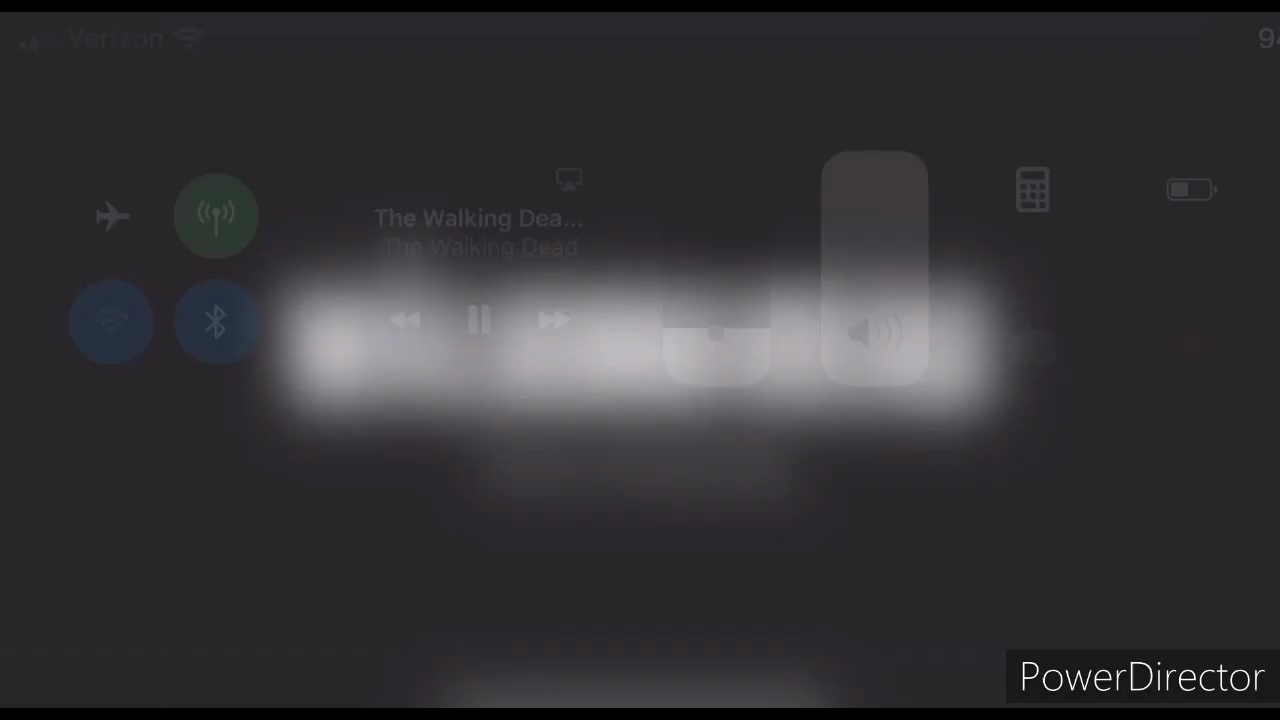 Verizon
The Walking Dea...
The Walking Dead
PowerDirector